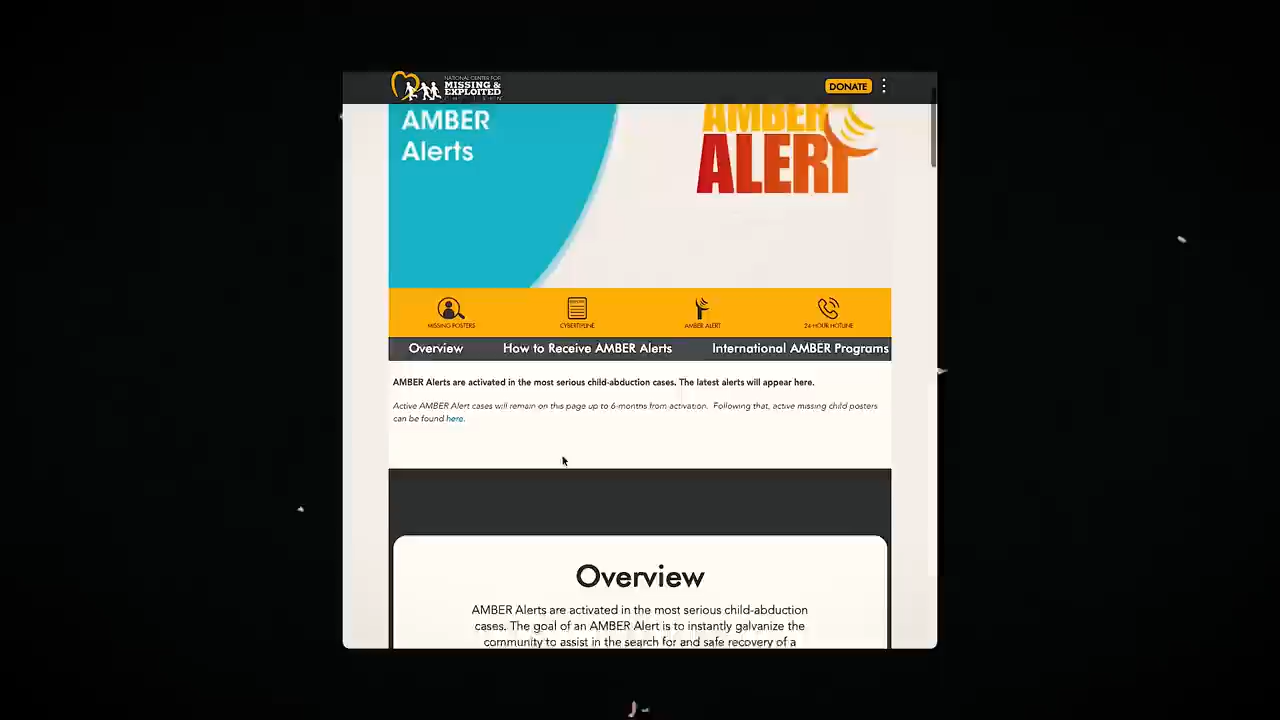 NATIONAL CENTER FOR
MISSING &
EXPLOITED
CHILDREN
DONATE
AMBER
Alerts
AMBER
ALERT
MISSING POSTERS
CYBERTIPLINE
AMBER ALERT
24-HOUR HOTLINE
Overview
How to Receive AMBER Alerts
International AMBER Programs
AMBER Alerts are activated in the most serious child-abduction cases. The latest alerts will appear here.
Active AMBER Alert cases will remain on this page up to 6-months from activation. Following that, active missing child posters
can be found here.
Overview
AMBER Alerts are activated in the most serious child-abduction
cases. The goal of an AMBER Alert is to instantly galvanize the
community to assist in the search for and safe recovery of a